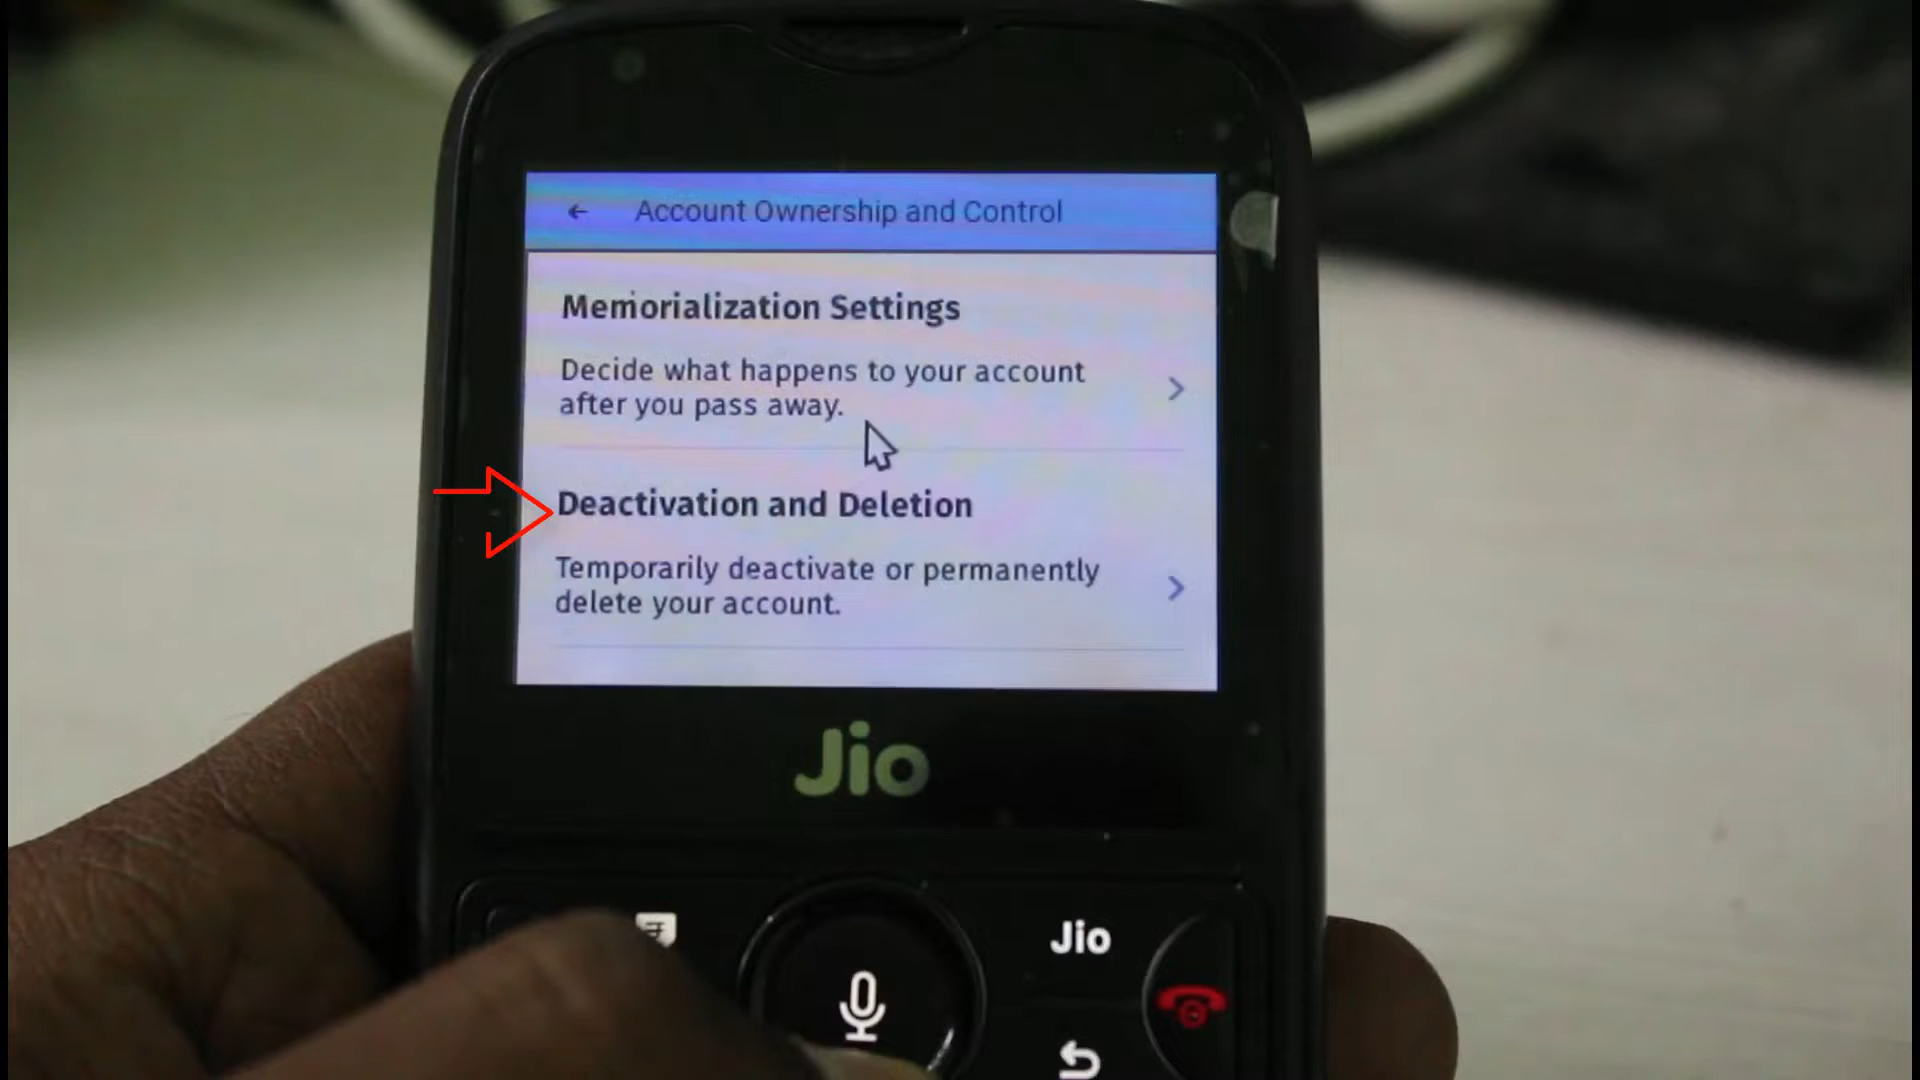 Account Ownership and Control
Memorialization Settings
Decide what happens to your account
after you pass away.
Deactivation and Deletion
Temporarily deactivate or permanently
delete your account.
Jio
Jio